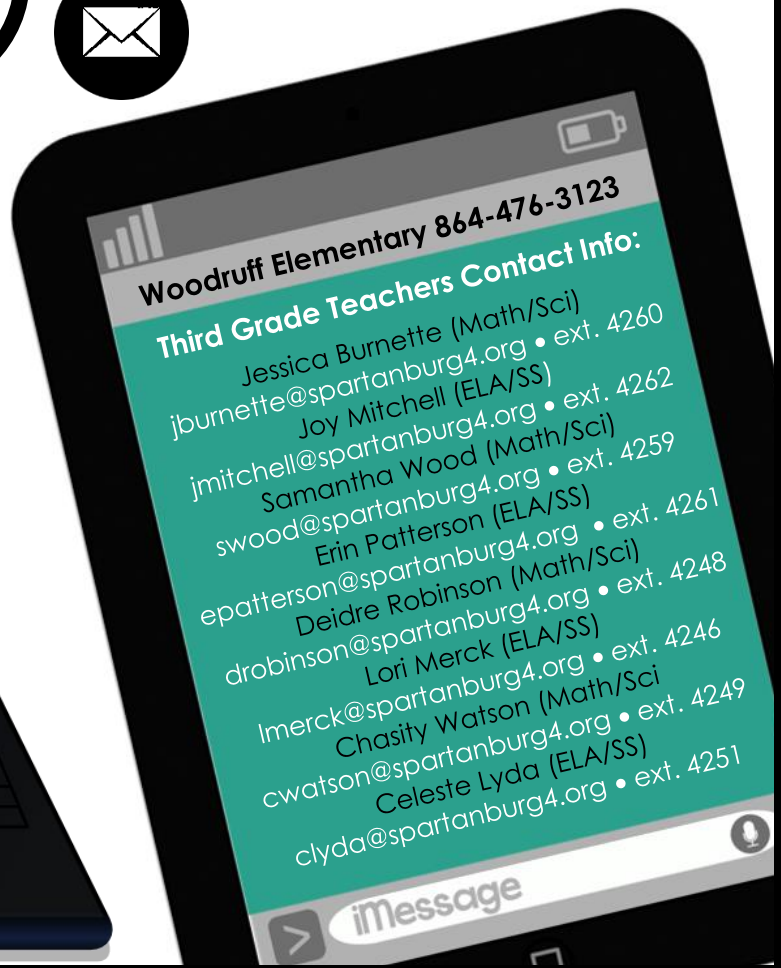 Woodruff Elementary 864-476-3123
Third Grade Teachers Contact Info:
Jessica Burnette (Math/Sci)
jburnette@spartanburg4.org • ext. 4260
Joy Mitchell (ELA/SS)
jmitchell@spartanburg4.org • ext. 4262
Samantha Wood (Math/Sci)
swood@spartanburg4.org • ext. 4259
Erin Patterson (ELA/SS)
epatterson@spartanburg4.org • ext. 4261
Deidre Robinson (Math/Sci)
drobinson@spartanburg4.org • ext. 4248
Lori Merck (ELA/SS)
lmerck@spartanburg4.org • ext. 4246
Chasity Watson (Math/Sci
cwatson@spartanburg4.org • ext. 4249
Celeste Lyda (ELA/SS)
clyda@spartanburg4.org • ext. 4251
> iMessage